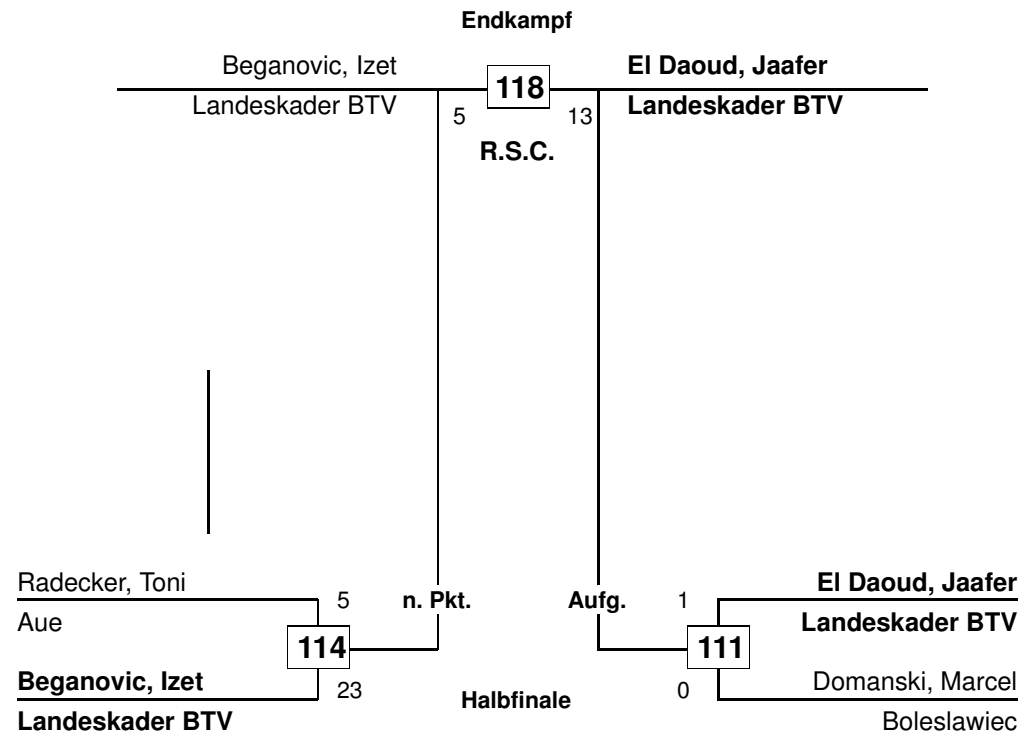 Endkampf
Beganovic, Izet
Landeskader BTV
118
El Daoud, Jaafer
Landeskader BTV
5
13
R.S.C.
Radecker, Toni
Aue
5
n. Pkt.
114
Beganovic, Izet
Landeskader BTV
23
Halbfinale
Aufg.
1
El Daoud, Jaafer
Landeskader BTV
111
0
Domanski, Marcel
Boleslawiec